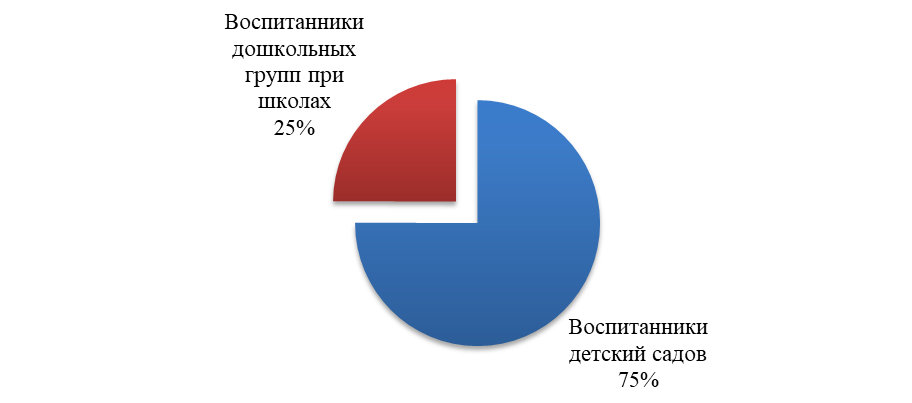 Воспитанники
дошкольных
групп при
школах
25%
Воспитанники
детский садов
75%